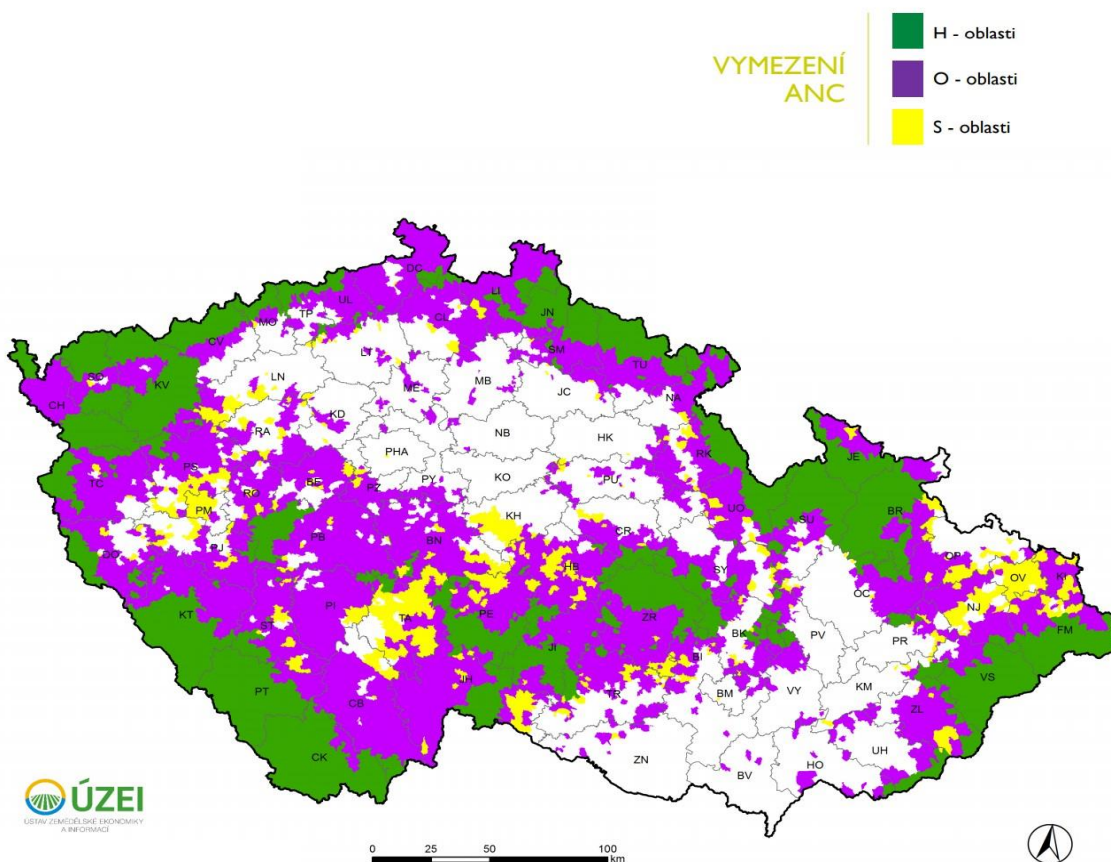 VYMEZENÍ
ANC
H - oblasti
O - oblasti
S - oblasti
DC
LI
UL
JN
TP
MO
CL
CV
SM
LT
TU
SO
KV
LN
ME
MB
JC
NA
CH
KD
RA
NB
HK
PHA
RK
JE
PS
TC
RO
BE
PZ
PY
KO
PU
PM
KH
UO
SU
BR
DO
PJ
PB
BN
CR
OP
OV
KI
HB
SY
OC
NJ
KT
PI
ST
TA
PE
ZR
BK
PV
PR
FM
JI
BI
VS
PT
CB
JH
TR
BM
VY
KM
ZL
CK
ZN
BV
HO
UH
ÚZEI
ÚSTAV ZEMĚDĚLSKÉ EKONOMIKY
A INFORMACÍ
0 25 50 100
km